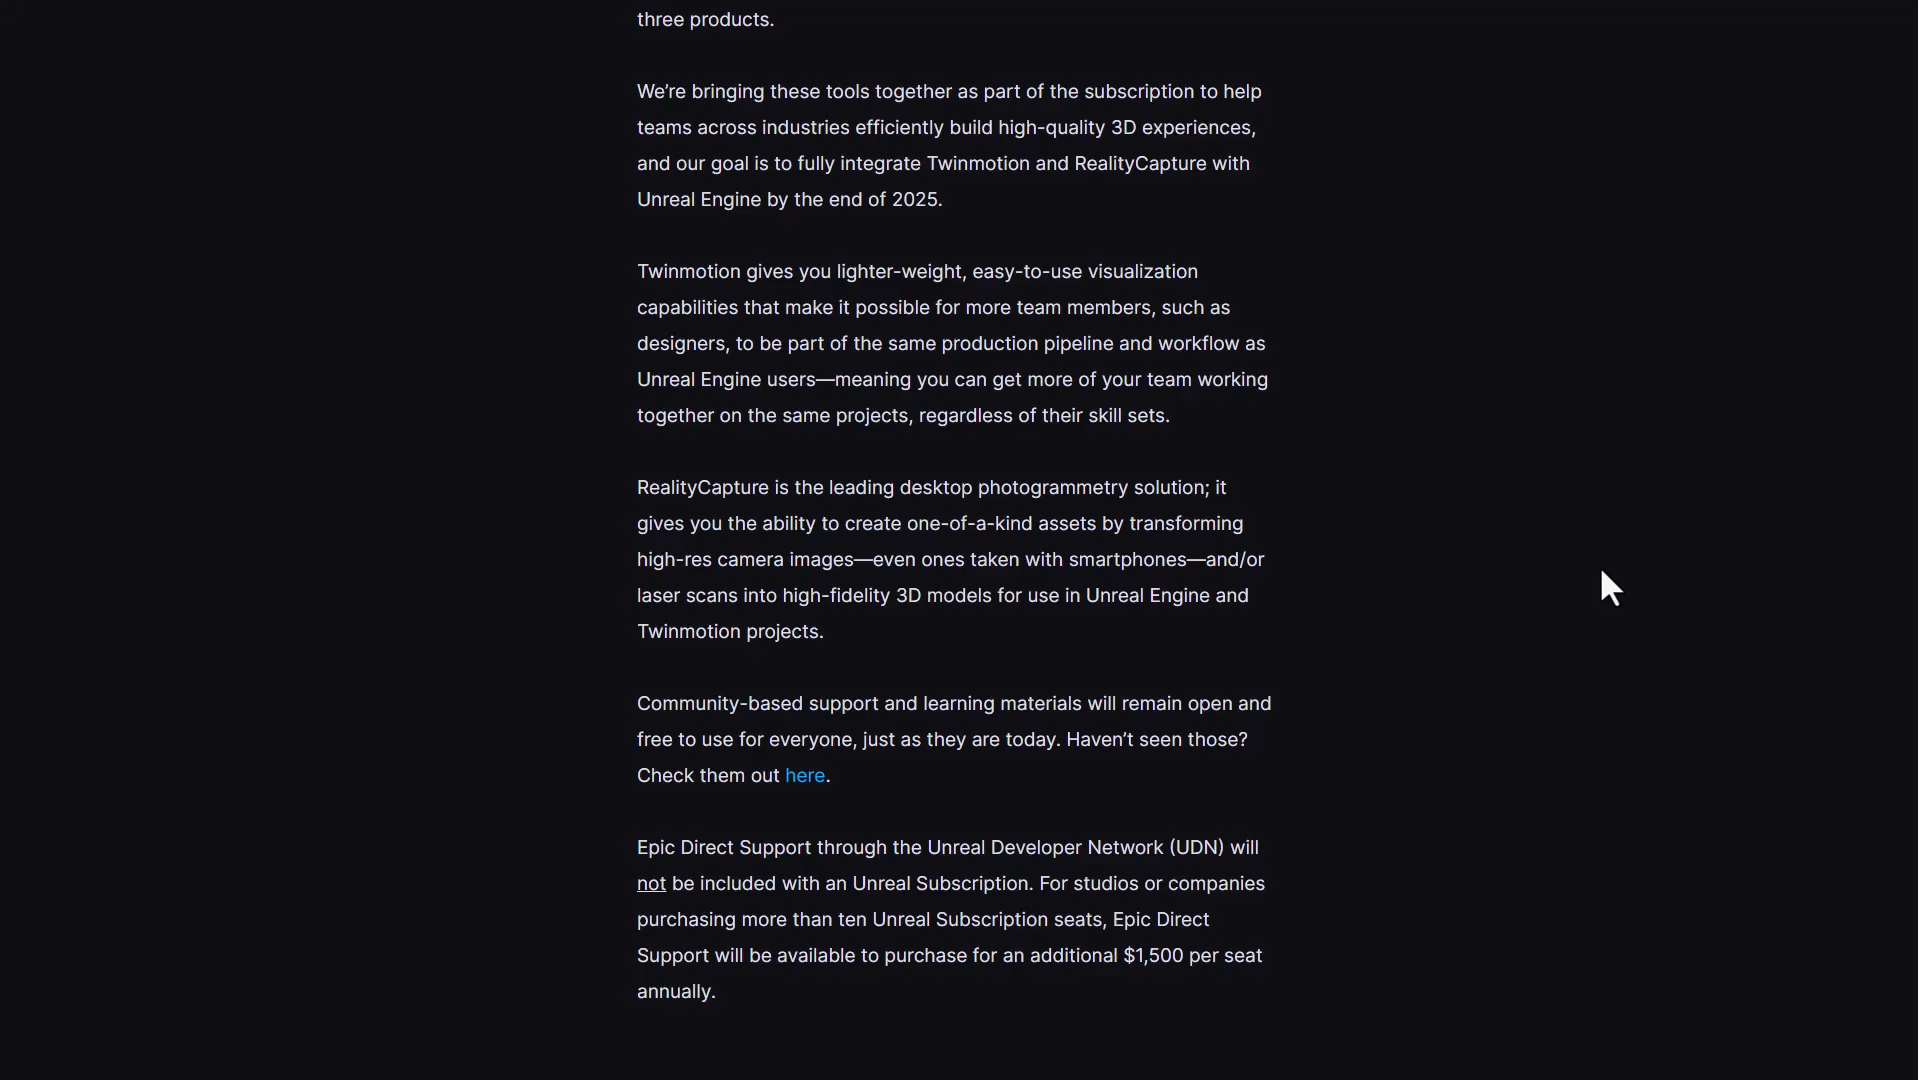 three products.
We’re bringing these tools together as part of the subscription to help
teams across industries efficiently build high-quality 3D experiences,
and our goal is to fully integrate Twinmotion and RealityCapture with
Unreal Engine by the end of 2025.
Twinmotion gives you lighter-weight, easy-to-use visualization
capabilities that make it possible for more team members, such as
designers, to be part of the same production pipeline and workflow as
Unreal Engine users—meaning you can get more of your team working
together on the same projects, regardless of their skill sets.
RealityCapture is the leading desktop photogrammetry solution; it
gives you the ability to create one-of-a-kind assets by transforming
high-res camera images—even ones taken with smartphones—and/or
laser scans into high-fidelity 3D models for use in Unreal Engine and
Twinmotion projects.
Community-based support and learning materials will remain open and
free to use for everyone, just as they are today. Haven’t seen those?
Check them out here.
Epic Direct Support through the Unreal Developer Network (UDN) will
not be included with an Unreal Subscription. For studios or companies
purchasing more than ten Unreal Subscription seats, Epic Direct
Support will be available to purchase for an additional $1,500 per seat
annually.